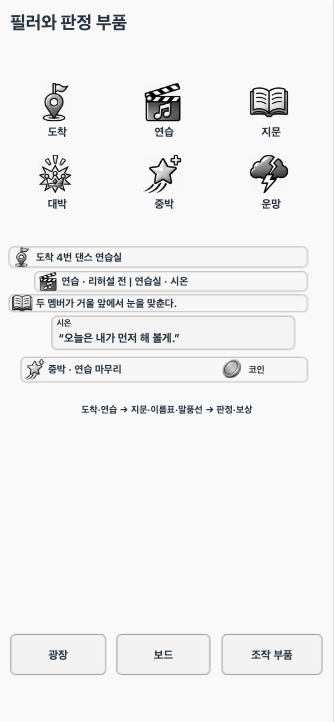 필러와 판정 부품
도착 연습 지문
대박 중박 운망
도착 4번 댄스 연습실
연습 · 리허설 전 | 연습실 · 시온
두 멤버가 거울 앞에서 눈을 맞춘다.
시온
“오늘은 내가 먼저 해 볼게.”
중박 · 연습 마무리 코인
도착·연습 → 지문·이름표·말풍선 → 판정·보상
광장 보드 조작 부품